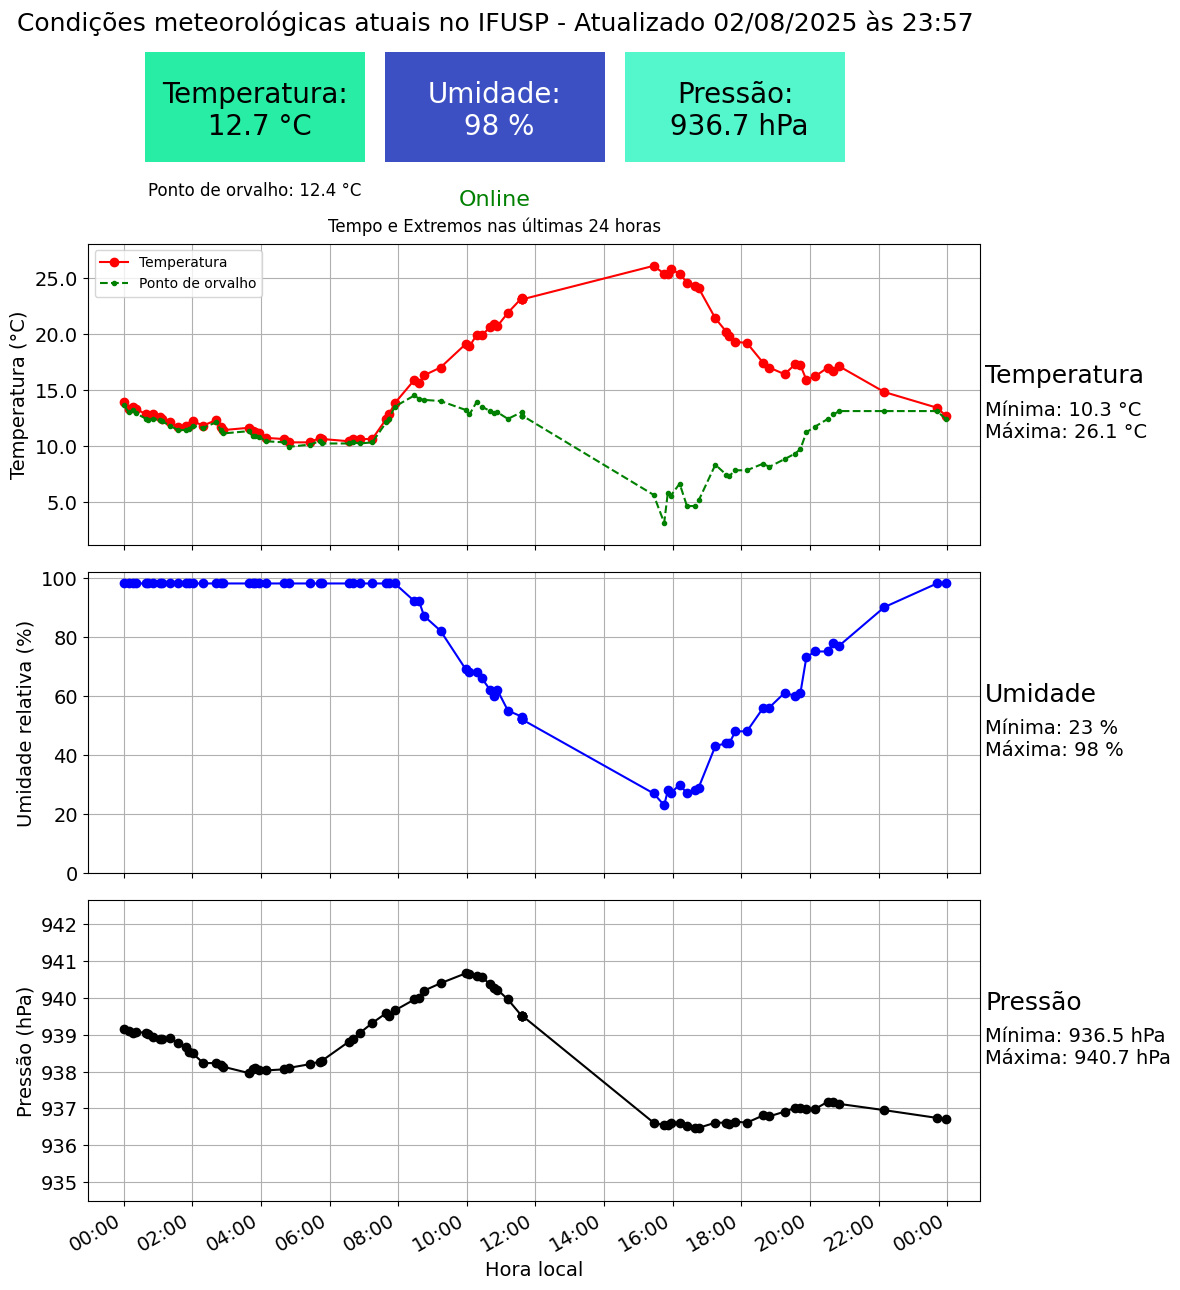 Condições meteorológicas atuais no IFUSP - Atualizado 02/08/2025 às 23:57
Temperatura:
12.7 °C
Umidade:
98 %
Pressão:
936.7 hPa
Ponto de orvalho: 12.4 °C
Online
Tempo e Extremos nas últimas 24 horas
Temperatura
Ponto de orvalho
Temperatura (°C)
25.0
20.0
15.0
10.0
5.0
Temperatura
Mínima: 10.3 °C
Máxima: 26.1 °C
Umidade relativa (%)
100
80
60
40
20
0
Umidade
Mínima: 23 %
Máxima: 98 %
Pressão (hPa)
942
941
940
939
938
937
936
935
Pressão
Mínima: 936.5 hPa
Máxima: 940.7 hPa
00:00
02:00
04:00
06:00
08:00
10:00
12:00
14:00
16:00
18:00
20:00
22:00
00:00
Hora local